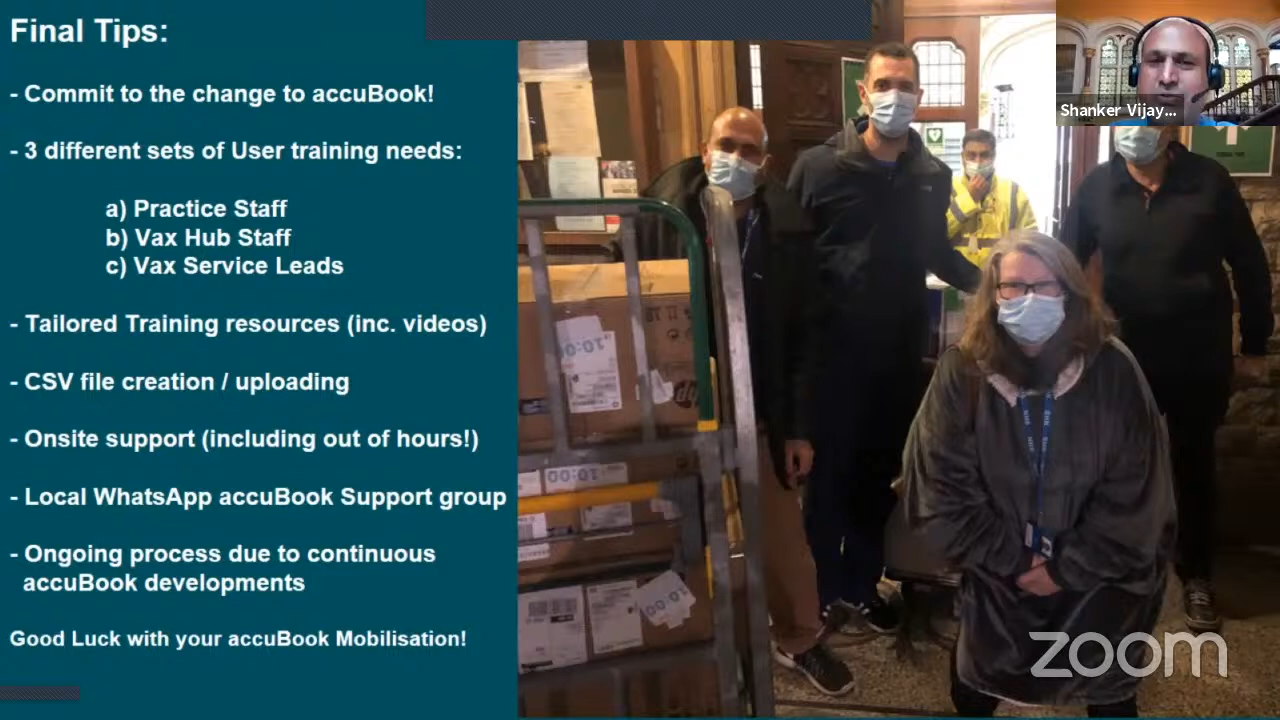 Final Tips:
- Commit to the change to accuBook!
- 3 different sets of User training needs:
a) Practice Staff
b) Vax Hub Staff
c) Vax Service Leads
- Tailored Training resources (inc. videos)
- CSV file creation / uploading
- Onsite support (including out of hours!)
- Local WhatsApp accuBook Support group
- Ongoing process due to continuous
accuBook developments
Good Luck with your accuBook Mobilisation!
Shanker Vijay...
10:00
10:00
10:00
hp
zoom